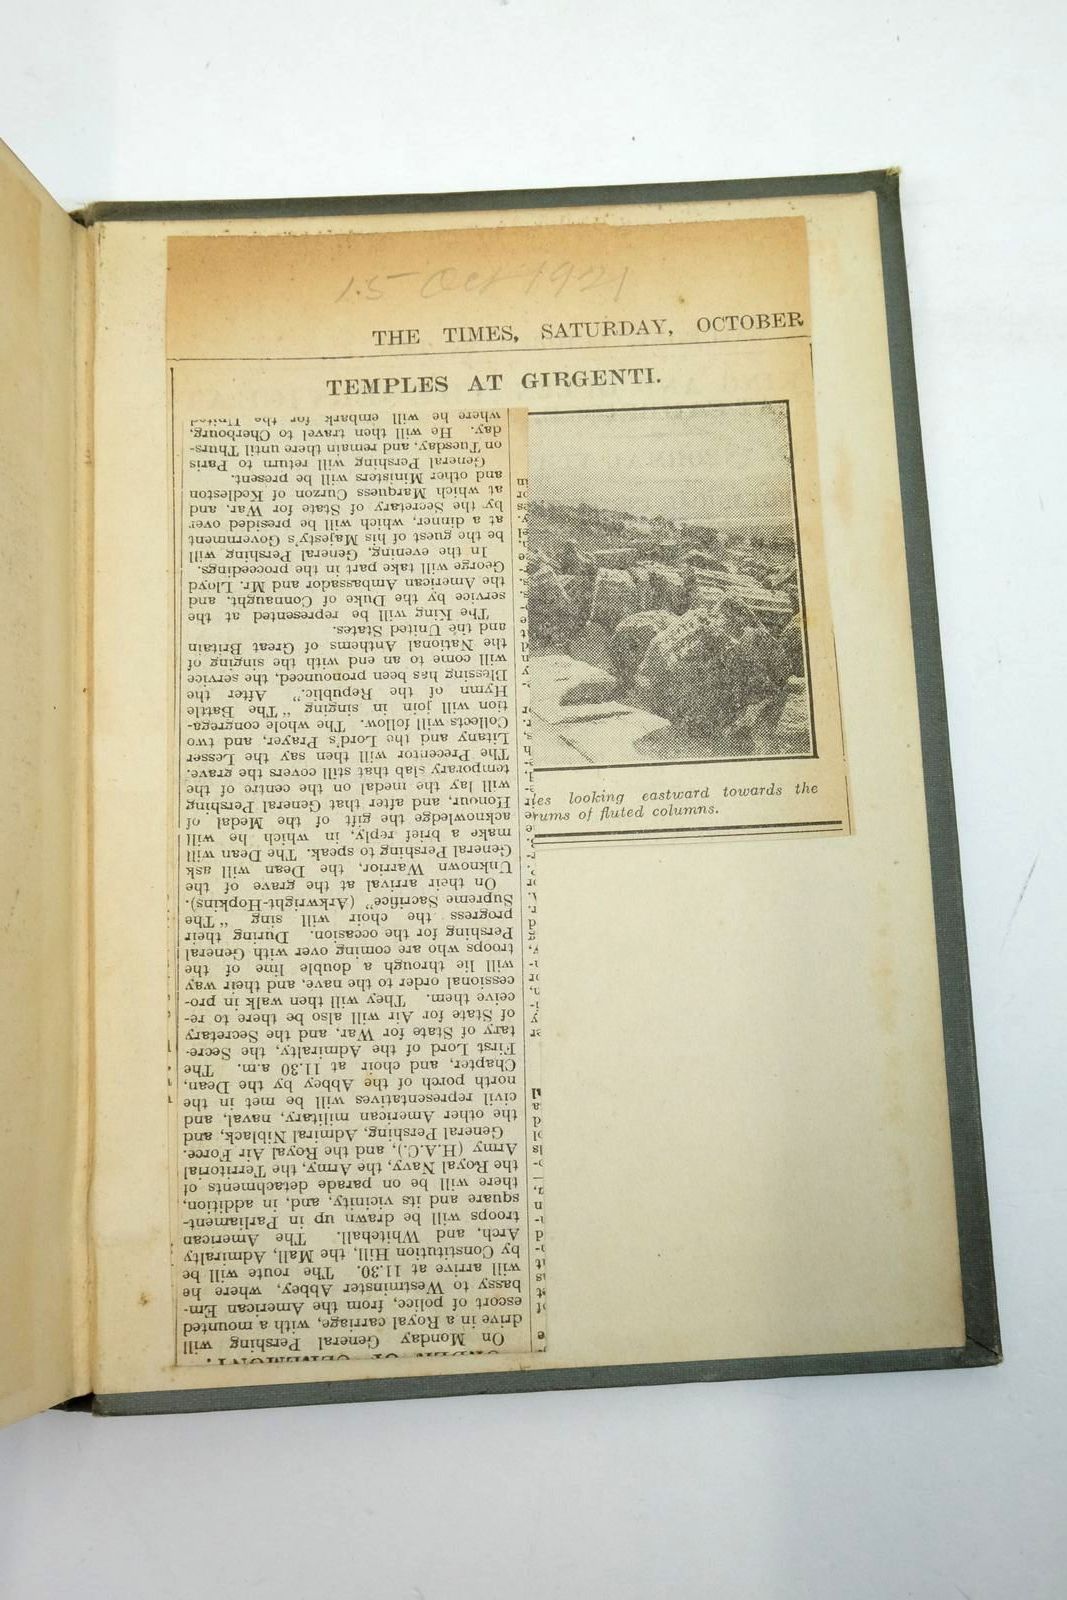 15 Oct 1921
THE TIMES, SATURDAY, OCTOBER
TEMPLES AT GIRGENTI.
les looking eastward towards the
rums of fluted columns.
On Monday General Pershing will
drive in a Royal carriage, with a mounted
escort of police, from the American Em-
bassy to Westminster Abbey, where he
will arrive at 11.30. The route will be
by Constitution Hill, the Mall, Admiralty
Arch, and Whitehall. The American
troops will be drawn up in Parliament-
square and its vicinity, and, in addition,
there will be on parade detachments of
the Royal Navy, the Army, the Territorial
Army (H.A.C.), and the Royal Air Force.
General Pershing, Admiral Niblack, and
the other American military, naval, and
civil representatives will be met in the
north porch of the Abbey by the Dean,
Chapter, and choir at 11.30 a.m. The
First Lord of the Admiralty, the Secre-
tary of State for War, and the Secretary
of State for Air will also be there to re-
ceive them. They will then walk in pro-
cessional order to the nave, and their way
will lie through a double line of the
troops who are coming over with General
Pershing for the occasion. During their
progress the choir will sing "The
Supreme Sacrifice" (Arkwright-Hopkins).
On their arrival at the grave of the
Unknown Warrior, the Dean will ask
General Pershing to speak. The Dean will
make a brief reply, in which he will
acknowledge the gift of the Medal of
Honour, and after that General Pershing
will lay the medal on the centre of the
temporary slab that still covers the grave.
The Precentor will then say the Lesser
Litany and the Lord's Prayer, and two
Collects will follow. The whole congrega-
tion will join in singing "The Battle
Hymn of the Republic." After the
Blessing has been pronounced, the service
will come to an end with the singing of
the National Anthems of Great Britain
and the United States.
The King will be represented at the
service by the Duke of Connaught, and
the American Ambassador and Mr. Lloyd
George will take part in the proceedings.
In the evening, General Pershing will
be the guest of his Majesty's Government
at a dinner, which will be presided over
by the Secretary of State for War, and
at which Marquess Curzon of Kedleston
and other Ministers will be present.
General Pershing will return to Paris
on Tuesday, and remain there until Thurs-
day. He will then travel to Cherbourg,
where he will embark for the United